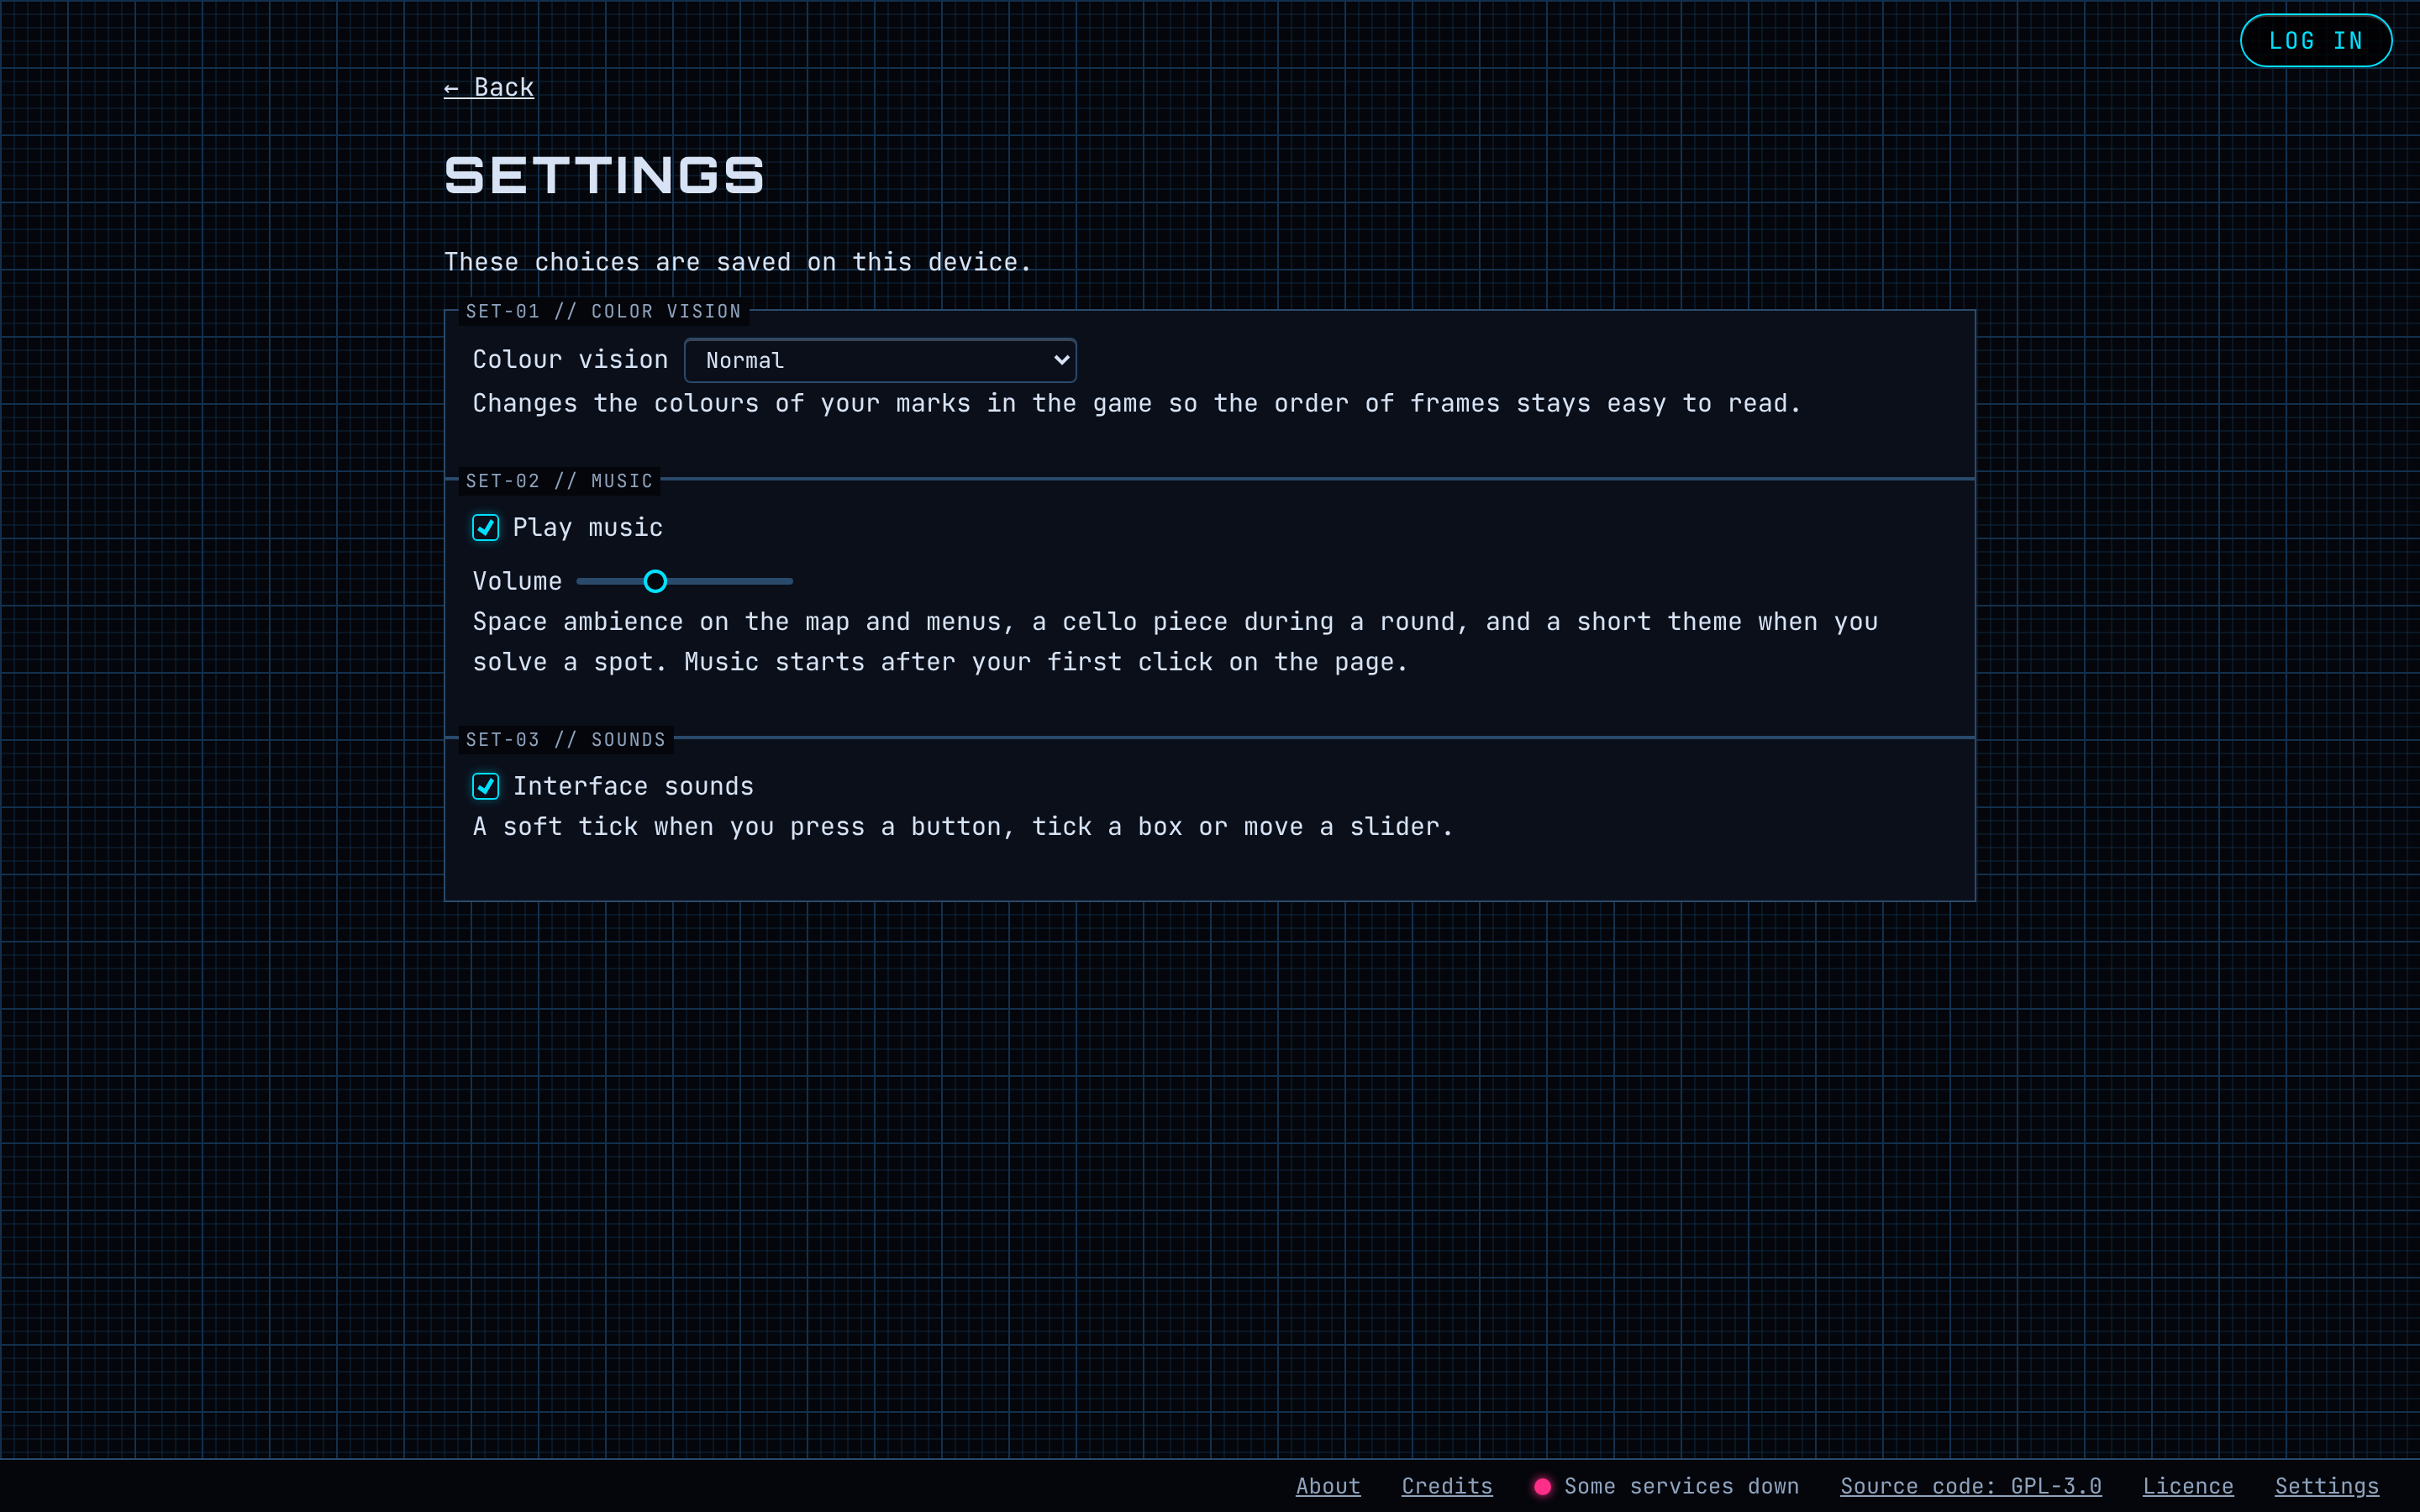 LOG IN
← Back
SETTINGS
These choices are saved on this device.
SET-01 // COLOR VISION
Colour vision Normal
Changes the colours of your marks in the game so the order of frames stays easy to read.
SET-02 // MUSIC
Play music
Volume
Space ambience on the map and menus, a cello piece during a round, and a short theme when you
solve a spot. Music starts after your first click on the page.
SET-03 // SOUNDS
Interface sounds
A soft tick when you press a button, tick a box or move a slider.
About Credits Some services down Source code: GPL-3.0 Licence Settings